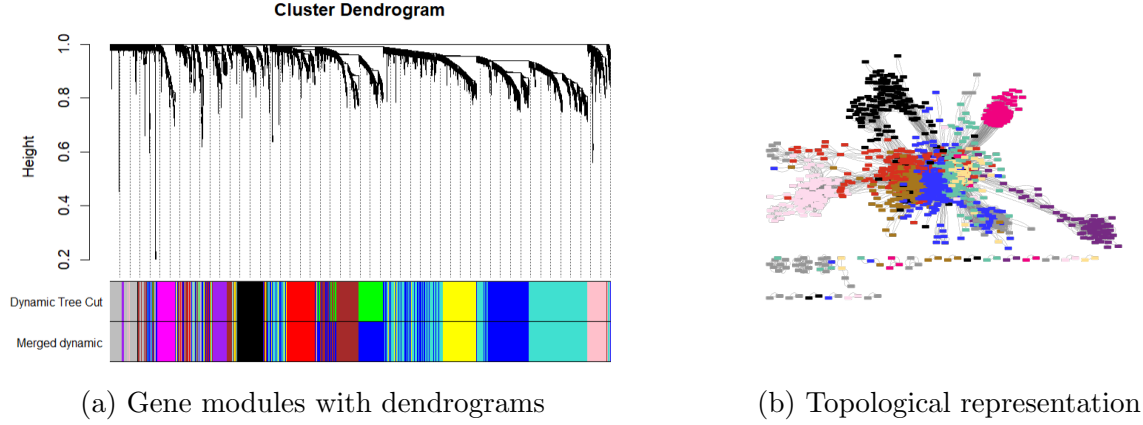 Cluster Dendrogram
Height
1.0
0.8
0.6
0.4
0.2
Dynamic Tree Cut
Merged dynamic
(a) Gene modules with dendrograms
(b) Topological representation